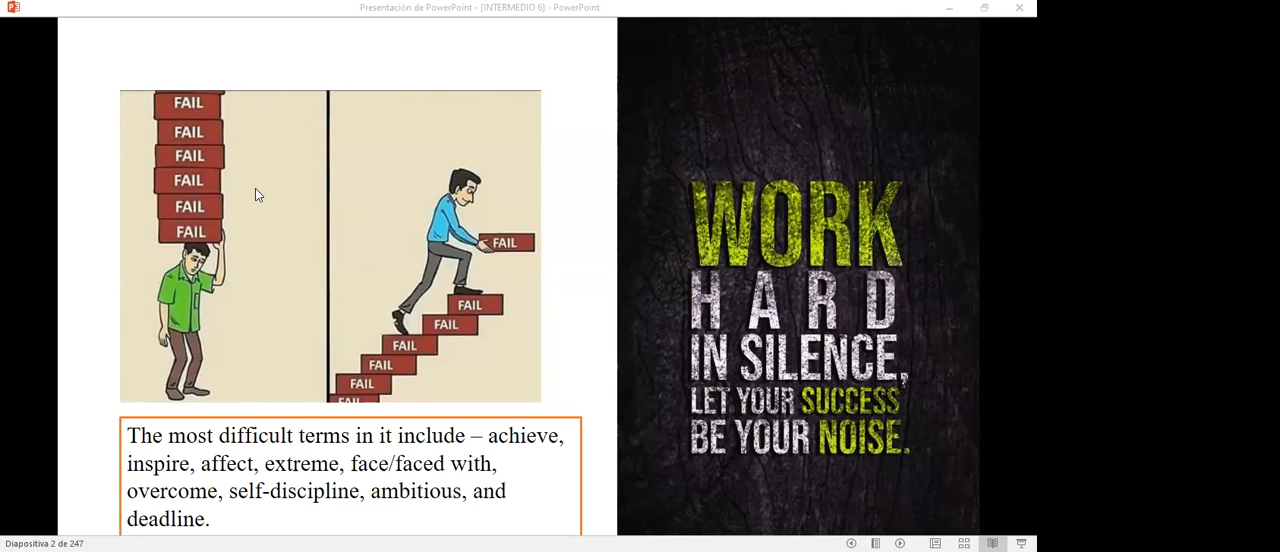 Presentación de PowerPoint - [INTERMEDIO 6] - PowerPoint
FAIL
FAIL
FAIL
FAIL
FAIL
FAIL
FAIL
FAIL
FAIL
FAIL
FAIL
FAIL
FAIL
The most difficult terms in it include – achieve,
inspire, affect, extreme, face/faced with,
overcome, self-discipline, ambitious, and
deadline.
WORK
HARD
IN SILENCE,
LET YOUR SUCCESS
BE YOUR NOISE.
Diapositiva 2 de 247